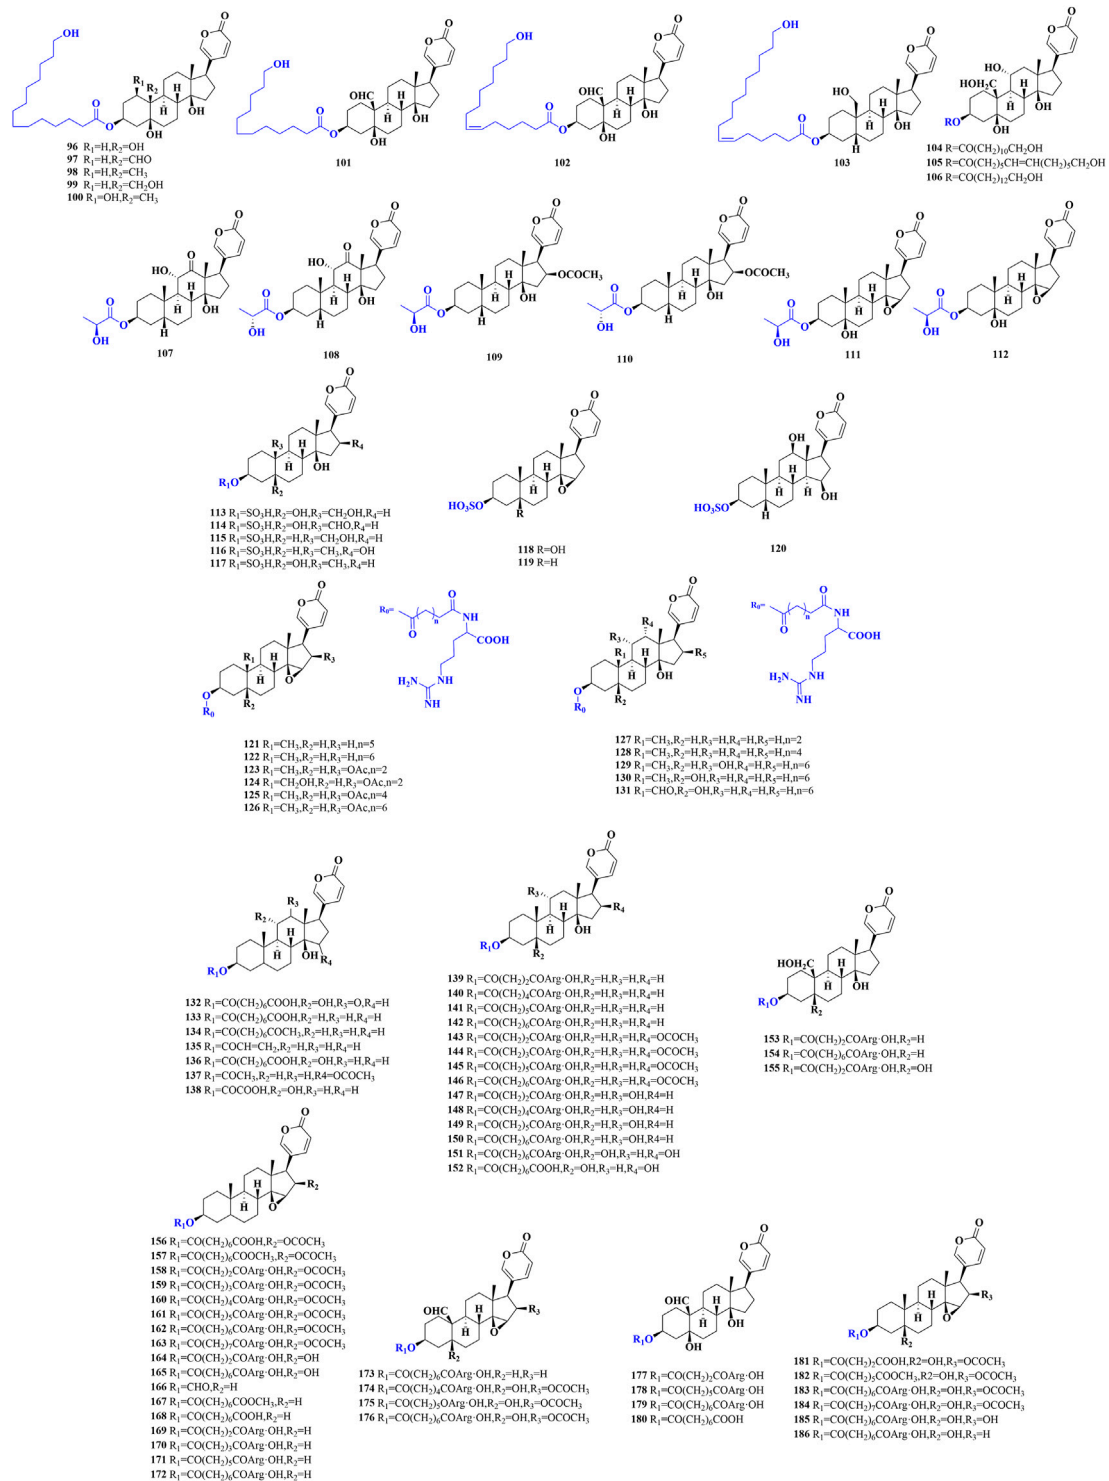 96 R₁=H,R₂=OH
97 R₁=H,R₂=CHO
98 R₁=H,R₂=CH₃
99 R₁=H,R₂=CH₂OH
100 R₁=OH,R₂=CH₃
101
102
103
104 R=CO(CH₂)₁₀CH₂OH
105 R=CO(CH₂)₅CH=CH(CH₂)₅CH₂OH
106 R=CO(CH₂)₁₂CH₂OH
107
108
109
110
111
112
113 R₁=SO₃H,R₂=OH,R₃=CH₂OH,R₄=H
114 R₁=SO₃H,R₂=OH,R₃=CHO,R₄=H
115 R₁=SO₃H,R₂=H,R₃=CH₂OH,R₄=H
116 R₁=SO₃H,R₂=H,R₃=CH₃,R₄=OH
117 R₁=SO₃H,R₂=OH,R₃=CH₃,R₄=H
118 R=OH
119 R=H
120
121 R₁=CH₃,R₂=H,R₃=H,n=5
122 R₁=CH₃,R₂=H,R₃=H,n=6
123 R₁=CH₃,R₂=H,R₃=OAc,n=2
124 R₁=CH₂OH,R₂=H,R₃=OAc,n=2
125 R₁=CH₃,R₂=H,R₃=OAc,n=4
126 R₁=CH₃,R₂=H,R₃=OAc,n=6
127 R₁=CH₃,R₂=H,R₃=H,R₄=H,R₅=H,n=2
128 R₁=CH₃,R₂=H,R₃=H,R₄=H,R₅=H,n=4
129 R₁=CH₃,R₂=H,R₃=OH,R₄=H,R₅=H,n=6
130 R₁=CH₃,R₂=OH,R₃=H,R₄=H,R₅=H,n=6
131 R₁=CHO,R₂=OH,R₃=H,R₄=H,R₅=H,n=6
132 R₁=CO(CH₂)₆COOH,R₂=OH,R₃=O,R₄=H
133 R₁=CO(CH₂)₆COOH,R₂=H,R₃=H,R₄=H
134 R₁=CO(CH₂)₆COCH₃,R₂=H,R₃=H,R₄=H
135 R₁=COCH=CH₂,R₂=H,R₃=H,R₄=H
136 R₁=CO(CH₂)₆COOH,R₂=OH,R₃=H,R₄=H
137 R₁=COCH₃,R₂=H,R₃=H,R4=OCOCH₃
138 R₁=COCOOH,R₂=OH,R₃=H,R₄=H
139 R₁=CO(CH₂)₂COArg·OH,R₂=H,R₃=H,R₄=H
140 R₁=CO(CH₂)₄COArg·OH,R₂=H,R₃=H,R₄=H
141 R₁=CO(CH₂)₅COArg·OH,R₂=H,R₃=H,R₄=H
142 R₁=CO(CH₂)₆COArg·OH,R₂=H,R₃=H,R₄=H
143 R₁=CO(CH₂)₂COArg·OH,R₂=H,R₃=H,R₄=OCOCH₃
144 R₁=CO(CH₂)₃COArg·OH,R₂=H,R₃=H,R₄=OCOCH₃
145 R₁=CO(CH₂)₅COArg·OH,R₂=H,R₃=H,R₄=OCOCH₃
146 R₁=CO(CH₂)₆COArg·OH,R₂=H,R₃=H,R₄=OCOCH₃
147 R₁=CO(CH₂)₂COArg·OH,R₂=H,R₃=OH,R4=H
148 R₁=CO(CH₂)₄COArg·OH,R₂=H,R₃=OH,R4=H
149 R₁=CO(CH₂)₅COArg·OH,R₂=H,R₃=OH,R4=H
150 R₁=CO(CH₂)₆COArg·OH,R₂=H,R₃=OH,R4=H
151 R₁=CO(CH₂)₆COArg·OH,R₂=OH,R₃=H,R₄=OH
152 R₁=CO(CH₂)₆COOH,R₂=OH,R₃=H,R₄=OH
153 R₁=CO(CH₂)₂COArg·OH,R₂=H
154 R₁=CO(CH₂)₆COArg·OH,R₂=H
155 R₁=CO(CH₂)₂COArg·OH,R₂=OH
156 R₁=CO(CH₂)₆COOH,R₂=OCOCH₃
157 R₁=CO(CH₂)₆COOCH₃,R₂=OCOCH₃
158 R₁=CO(CH₂)₂COArg·OH,R₂=OCOCH₃
159 R₁=CO(CH₂)₃COArg·OH,R₂=OCOCH₃
160 R₁=CO(CH₂)₄COArg·OH,R₂=OCOCH₃
161 R₁=CO(CH₂)₅COArg·OH,R₂=OCOCH₃
162 R₁=CO(CH₂)₆COArg·OH,R₂=OCOCH₃
163 R₁=CO(CH₂)₇COArg·OH,R₂=OCOCH₃
164 R₁=CO(CH₂)₂COArg·OH,R₂=OH
165 R₁=CO(CH₂)₆COArg·OH,R₂=OH
166 R₁=CHO,R₂=H
167 R₁=CO(CH₂)₆COOCH₃,R₂=H
168 R₁=CO(CH₂)₆COOH,R₂=H
169 R₁=CO(CH₂)₂COArg·OH,R₂=H
170 R₁=CO(CH₂)₃COArg·OH,R₂=H
171 R₁=CO(CH₂)₅COArg·OH,R₂=H
172 R₁=CO(CH₂)₆COArg·OH,R₂=H
173 R₁=CO(CH₂)₆COArg·OH,R₂=H,R₃=H
174 R₁=CO(CH₂)₄COArg·OH,R₂=OH,R₃=OCOCH₃
175 R₁=CO(CH₂)₅OArg·OH,R₂=OH,R₃=OCOCH₃
176 R₁=CO(CH₂)₆COArg·OH,R₂=OH,R₃=OCOCH₃
177 R₁=CO(CH₂)₂COArg·OH
178 R₁=CO(CH₂)₅COArg·OH
179 R₁=CO(CH₂)₆COArg·OH
180 R₁=CO(CH₂)₆COOH
181 R₁=CO(CH₂)₂COOH,R2=OH,R₃=OCOCH₃
182 R₁=CO(CH₂)₅COOCH₃,R₂=OH,R₃=OCOCH₃
183 R₁=CO(CH₂)₆COArg·OH,R₂=OH,R₃=OCOCH₃
184 R₁=CO(CH₂)₇COArg·OH,R₂=OH,R₃=OCOCH₃
185 R₁=CO(CH₂)₆COArg·OH,R₂=OH,R₃=OH
186 R₁=CO(CH₂)₆COArg·OH,R₂=OH,R₃=H